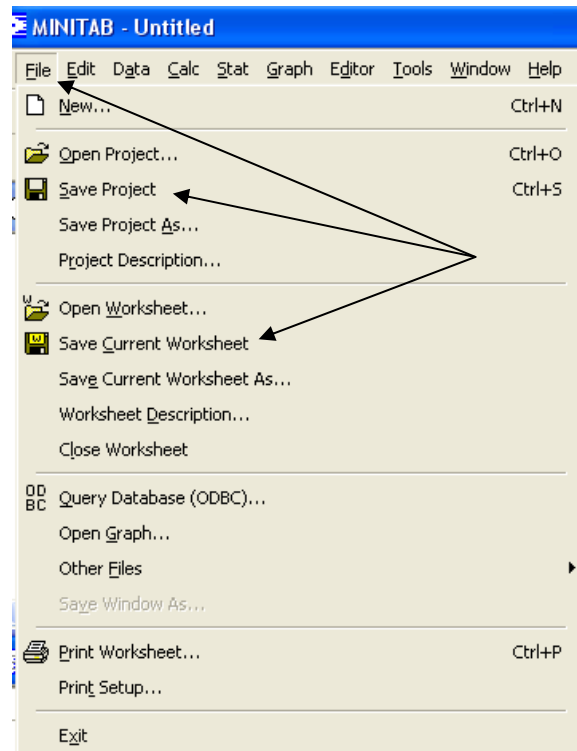 MINITAB - Untitled
File Edit Data Calc Stat Graph Editor Tools Window Help
New... Ctrl+N
Open Project... Ctrl+O
Save Project Ctrl+S
Save Project As...
Project Description...
Open Worksheet...
Save Current Worksheet
Save Current Worksheet As...
Worksheet Description...
Close Worksheet
ODBC Query Database (ODBC)...
Open Graph...
Other Files
Save Window As...
Print Worksheet... Ctrl+P
Print Setup...
Exit